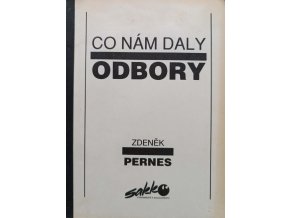 CO NÁM DALY
ODBORY
ZDENĚK
PERNES
sakko